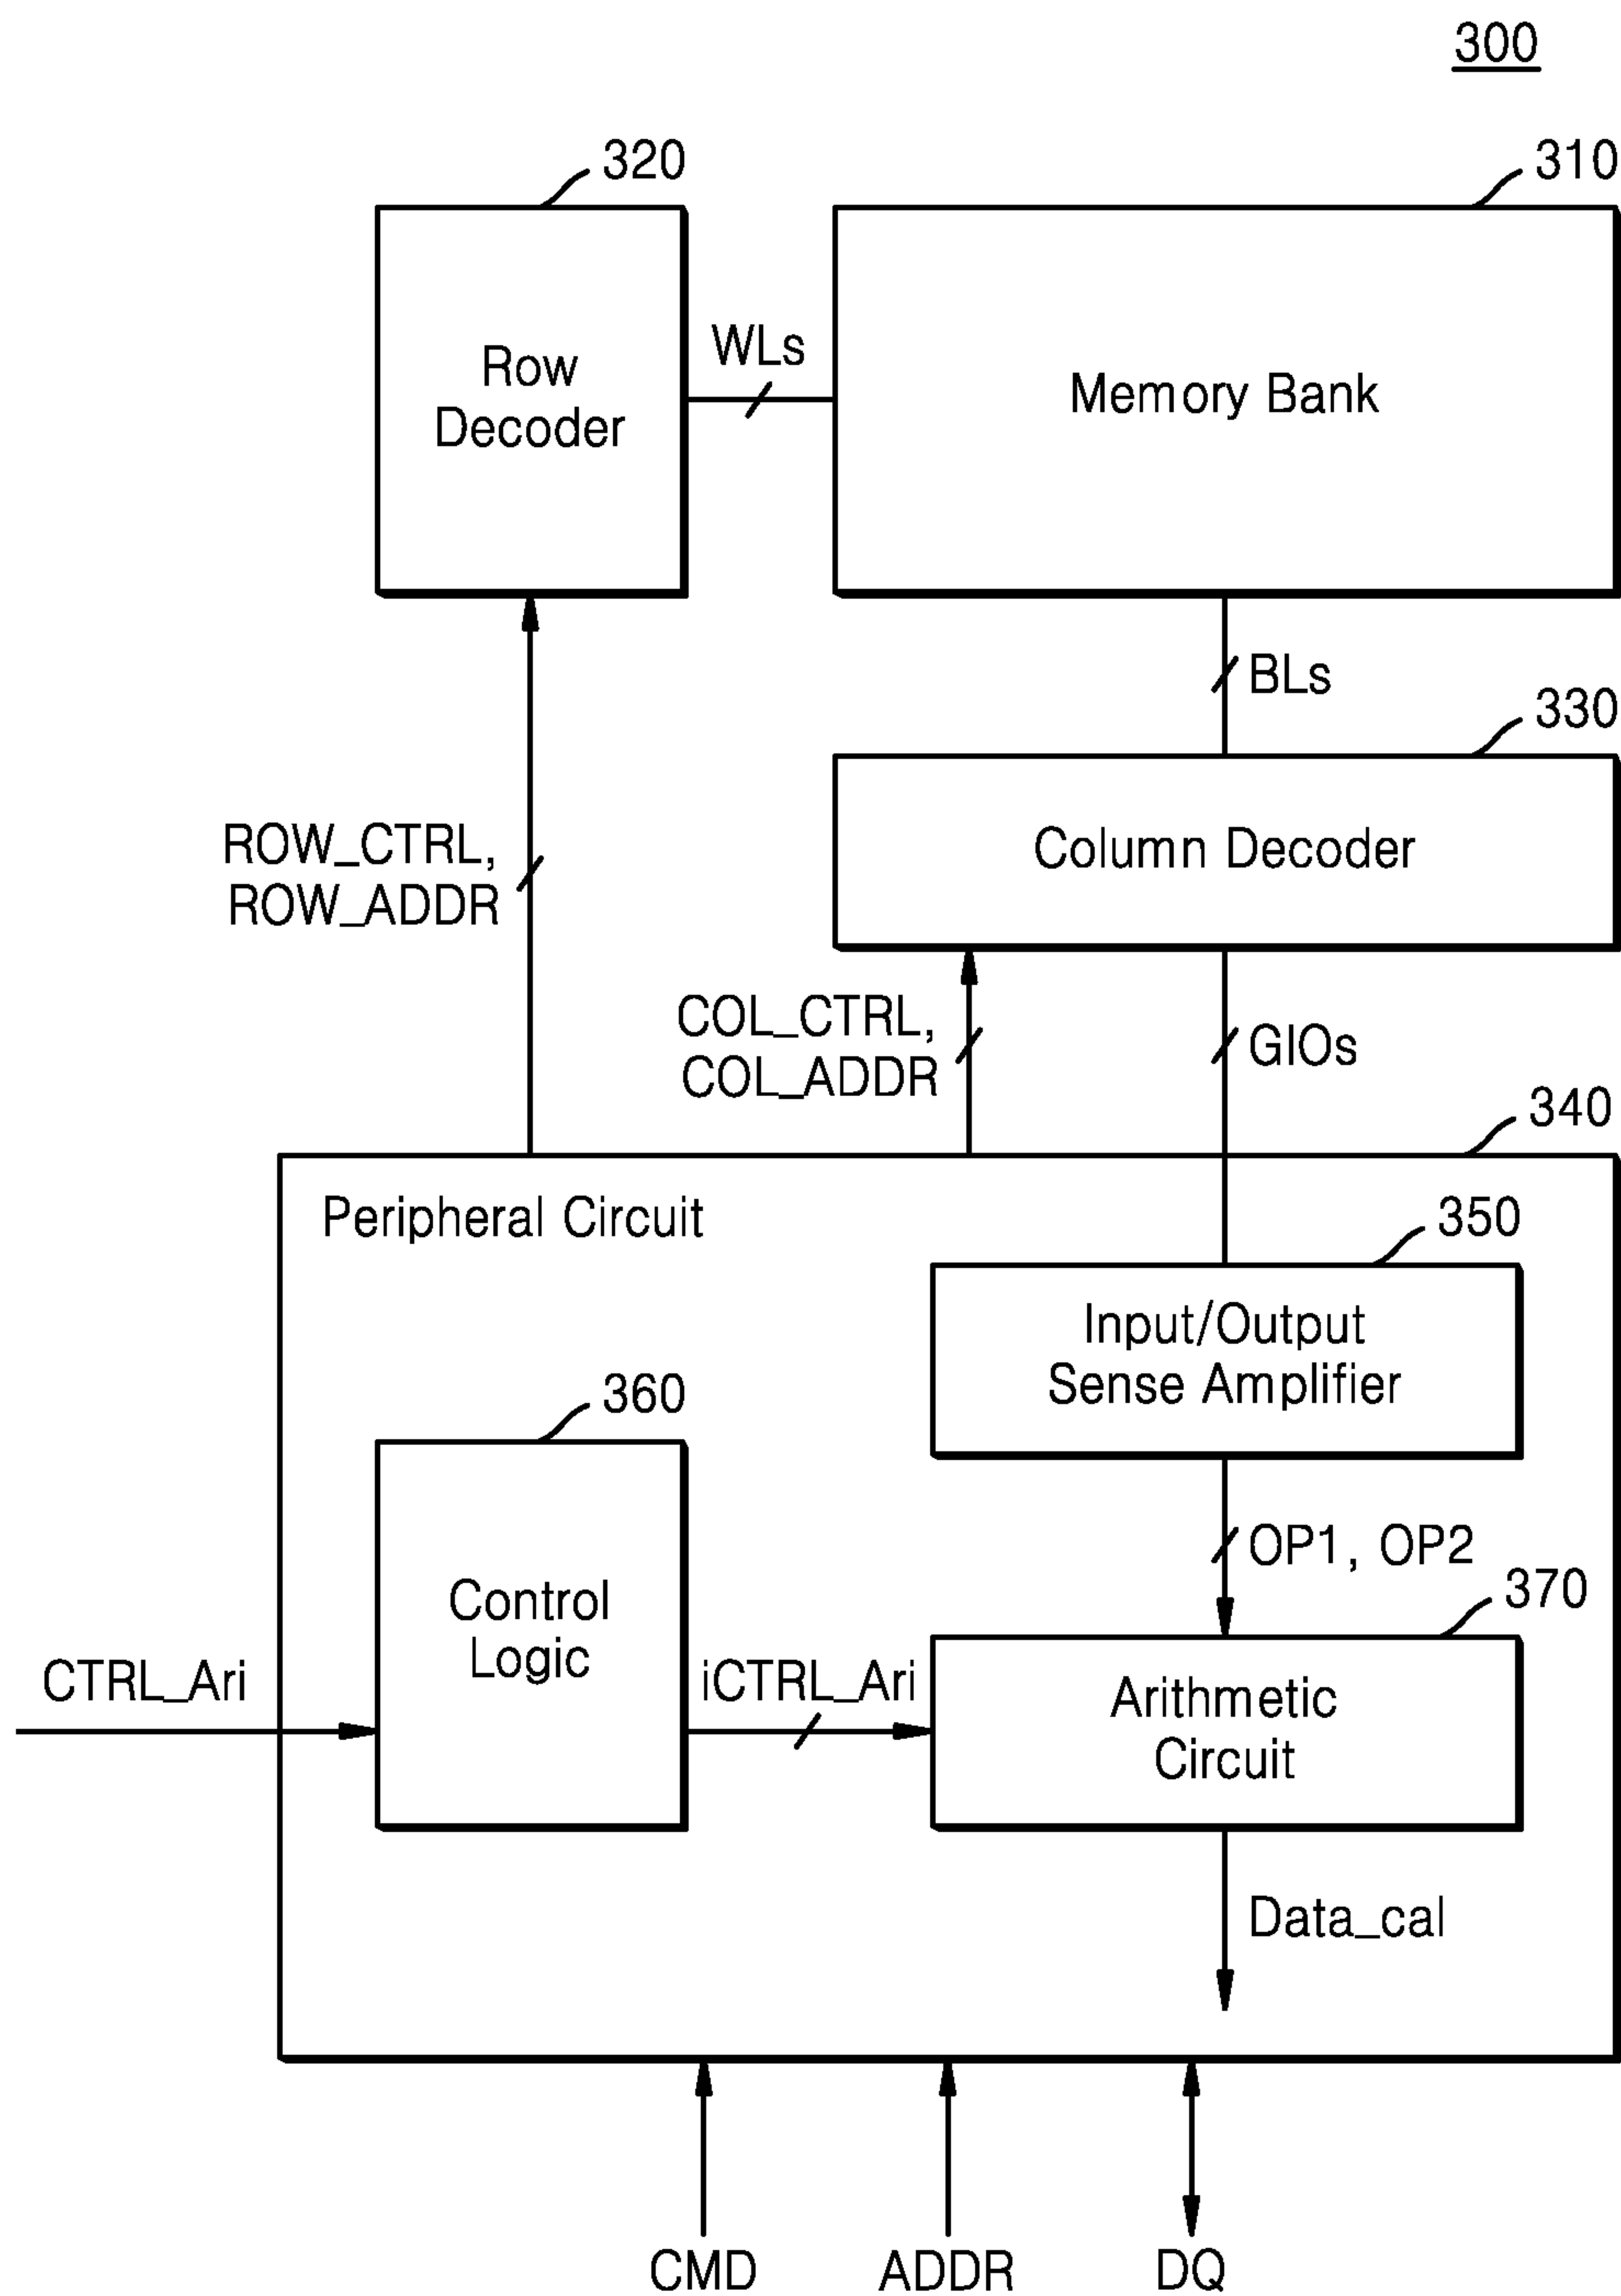 300
320
310
Row
Decoder
WLs
Memory Bank
BLs
330
Column Decoder
ROW_CTRL,
ROW_ADDR
COL_CTRL,
COL_ADDR
GIOs
340
Peripheral Circuit
350
Input/Output
Sense Amplifier
360
OP1, OP2
370
Control
Logic
CTRL_Ari
iCTRL_Ari
Arithmetic
Circuit
Data_cal
CMD
ADDR
DQ